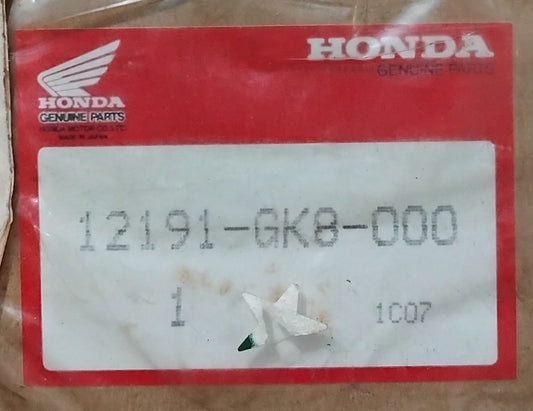 HONDA
GENUINE PARTS
HONDA
GENUINE PARTS
HONDA MOTOR CO.,LTD.
MADE IN JAPAN
12191-GK8-000
1
1C07